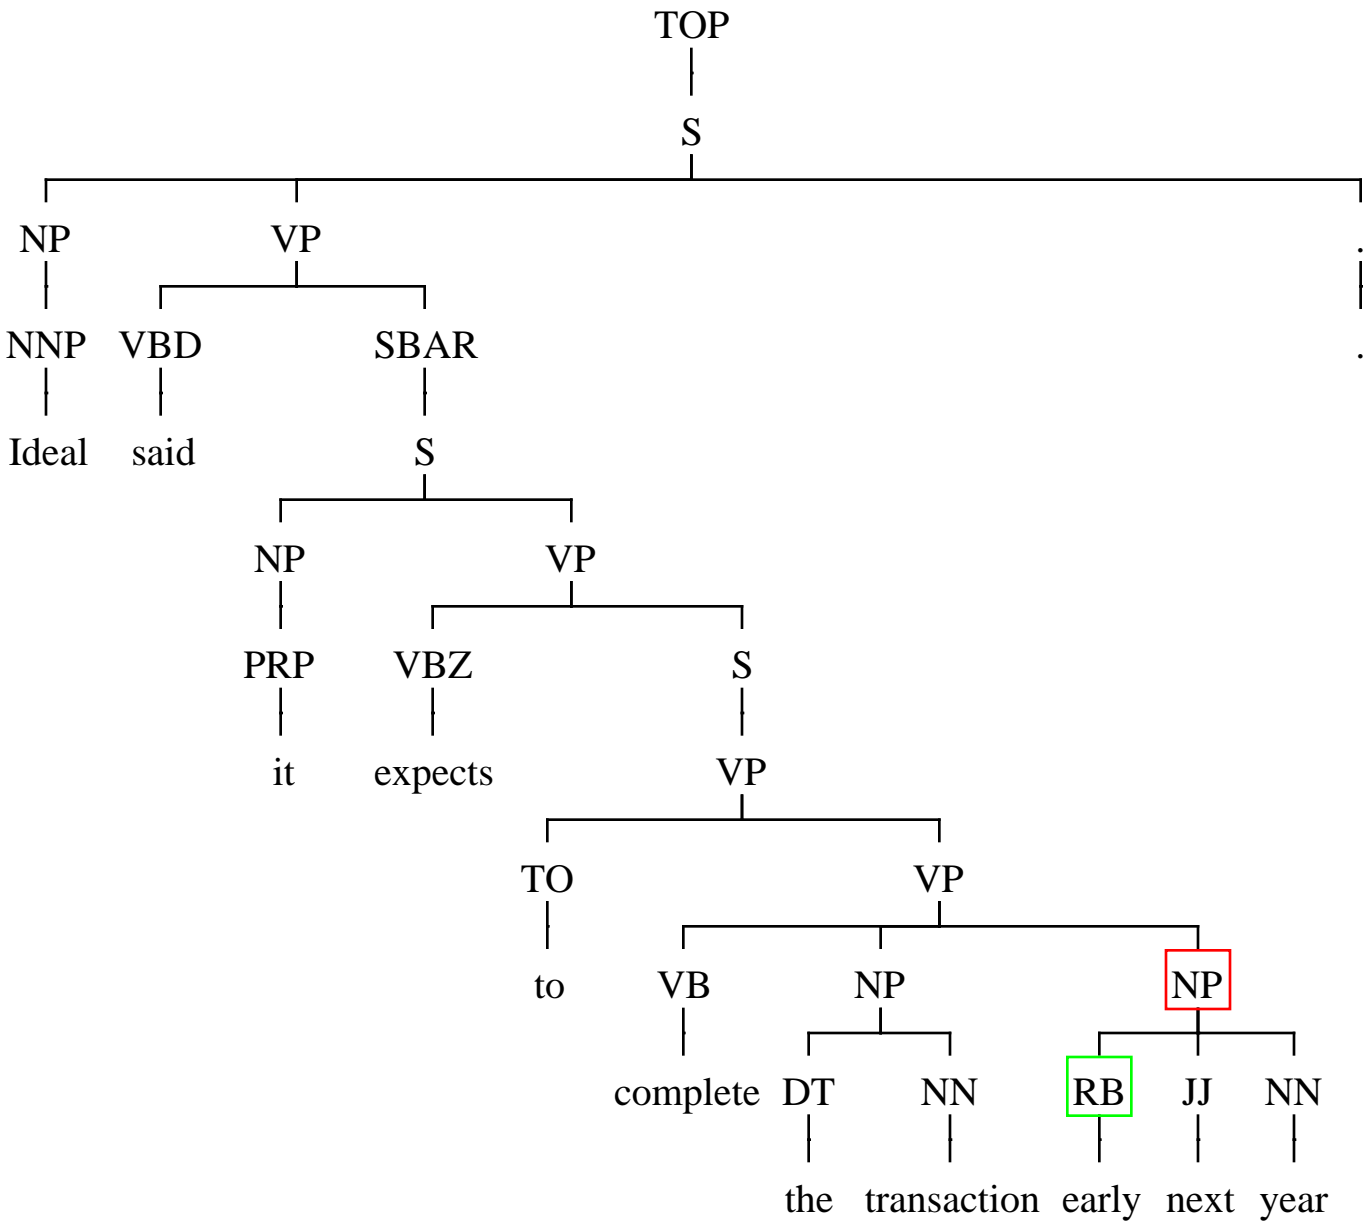 TOP
S
NP VP .
NNP VBD SBAR .
Ideal said S
NP VP
PRP VBZ S
it expects VP
TO VP
to VB NP NP
complete DT NN RB JJ NN
the transaction early next year